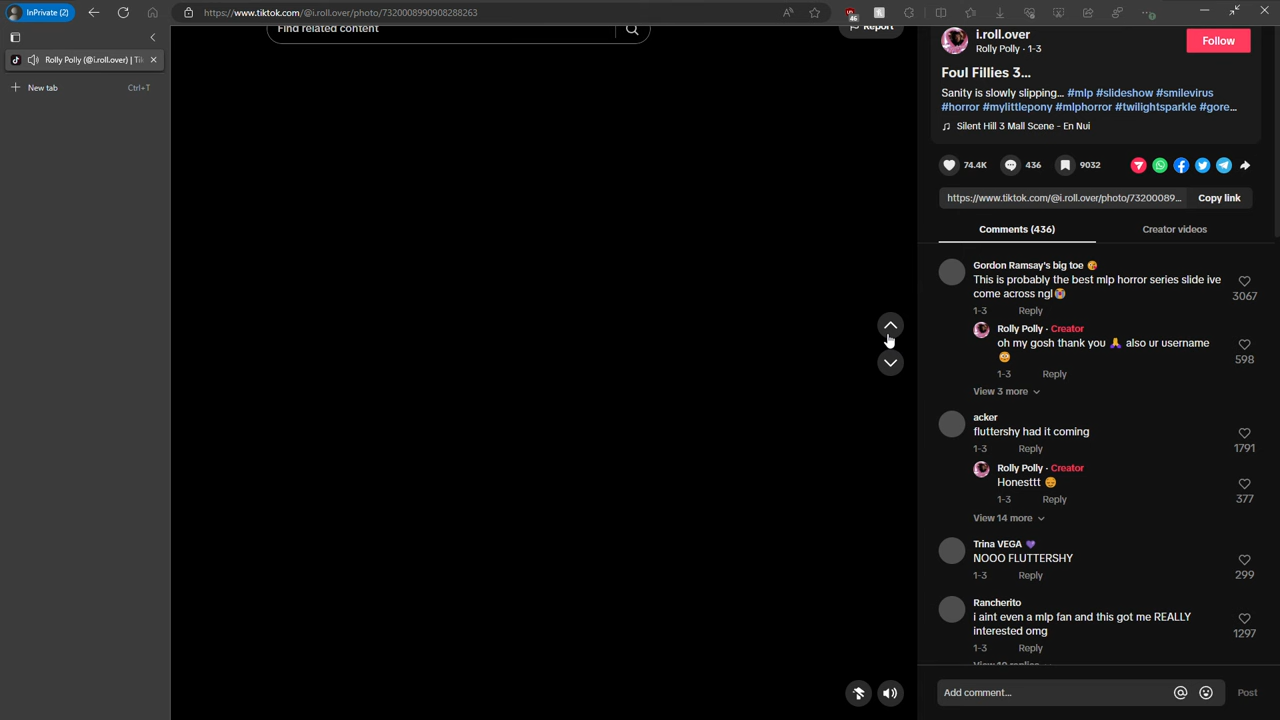 InPrivate (2)
https://www.tiktok.com/@i.roll.over/photo/7320008990908288263
46
Rolly Polly (@i.roll.over) | Tik
New tab
Ctrl+T
Find related content
Report
i.roll.over
Rolly Polly · 1-3
Follow
Foul Fillies 3...
Sanity is slowly slipping... #mlp #slideshow #smilevirus
#horror #mylittlepony #mlphorror #twilightsparkle #gore...
Silent Hill 3 Mall Scene - En Nui
74.4K
436
9032
https://www.tiktok.com/@i.roll.over/photo/73200089...
Copy link
Comments (436)
Creator videos
Gordon Ramsay's big toe 😘
This is probably the best mlp horror series slide ive
come across ngl😭
3067
1-3
Reply
Rolly Polly · Creator
oh my gosh thank you 🙏 also ur username
😳
598
1-3
Reply
View 3 more
acker
fluttershy had it coming
1-3
Reply
1791
Rolly Polly · Creator
Honesttt
1-3
Reply
377
View 14 more
Trina VEGA 💜
NOOO FLUTTERSHY
1-3
Reply
299
Rancherito
i aint even a mlp fan and this got me REALLY
interested omg
1297
1-3
Reply
View 10 replies
Add comment...
Post